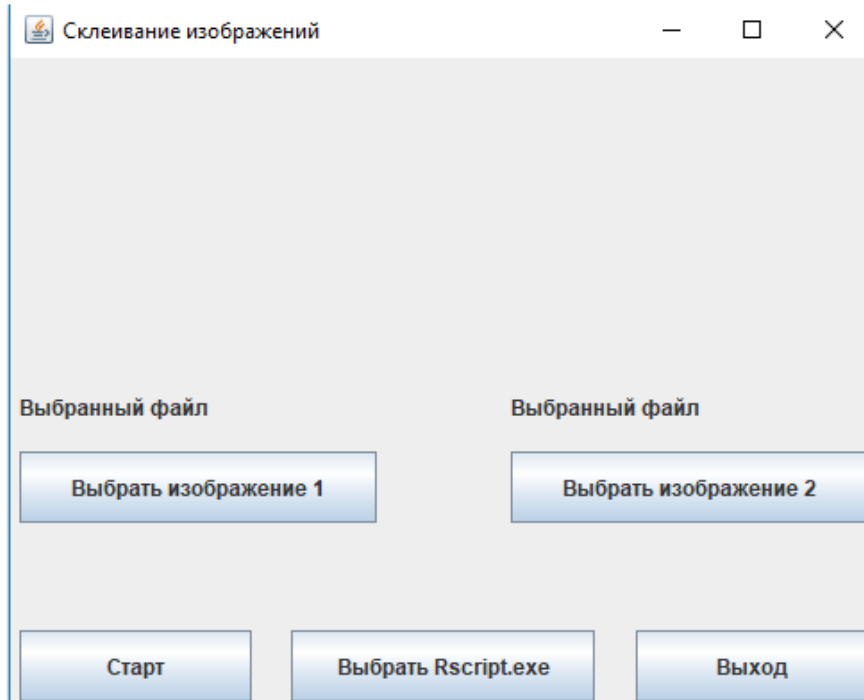 Склеивание изображений
Выбранный файл Выбранный файл
Выбрать изображение 1 Выбрать изображение 2
Старт Выбрать Rscript.exe Выход